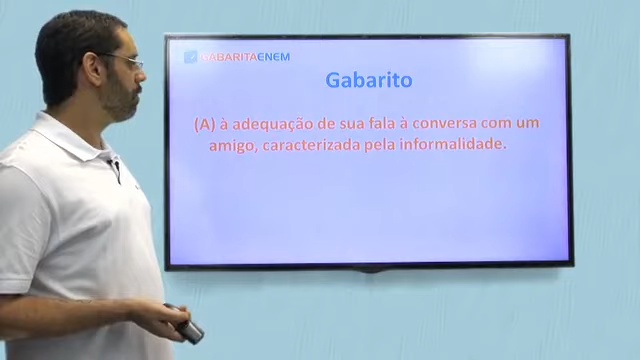 GABARITAENEM
Gabarito
(A) à adequação de sua fala à conversa com um
amigo, caracterizada pela informalidade.